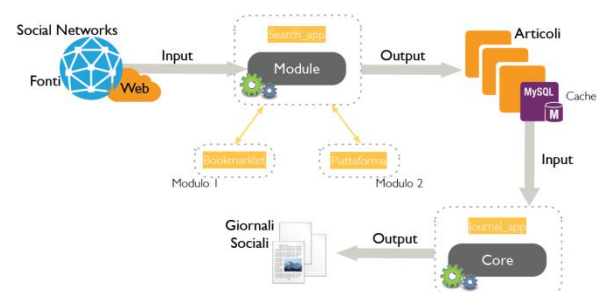 Social Networks
Fonti
Web
Input
Search_app
Module
Output
Articoli
MySQL
M
Cache
Bookmarklet
Modulo 1
Piattaforma
Modulo 2
Input
Journal_app
Core
Output
Giornali
Sociali